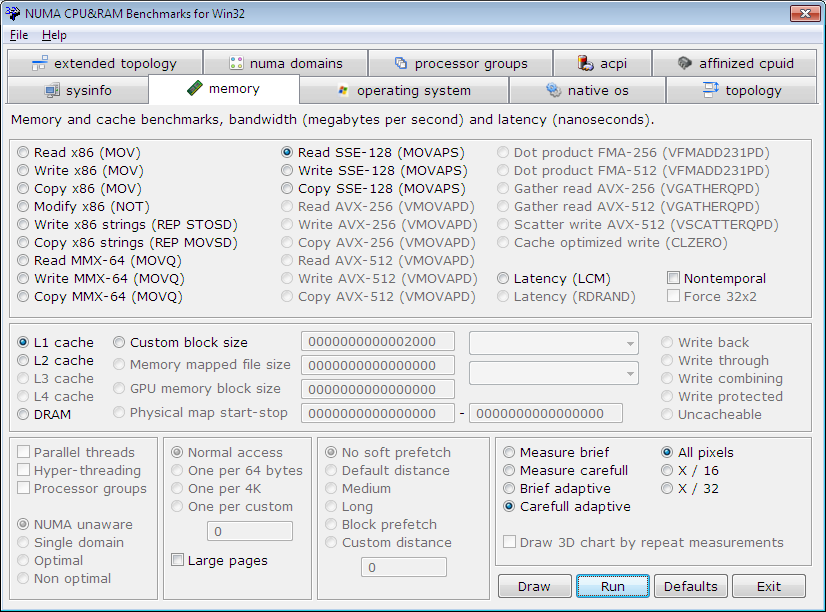 NUMA CPU&RAM Benchmarks for Win32
File Help
extended topology numa domains processor groups acpi affinized cpuid
sysinfo memory operating system native os topology
Memory and cache benchmarks, bandwidth (megabytes per second) and latency (nanoseconds).
Read x86 (MOV)
Write x86 (MOV)
Copy x86 (MOV)
Modify x86 (NOT)
Write x86 strings (REP STOSD)
Copy x86 strings (REP MOVSD)
Read MMX-64 (MOVQ)
Write MMX-64 (MOVQ)
Copy MMX-64 (MOVQ)
Read SSE-128 (MOVAPS)
Write SSE-128 (MOVAPS)
Copy SSE-128 (MOVAPS)
Read AVX-256 (VMOVAPD)
Write AVX-256 (VMOVAPD)
Copy AVX-256 (VMOVAPD)
Read AVX-512 (VMOVAPD)
Write AVX-512 (VMOVAPD)
Copy AVX-512 (VMOVAPD)
Dot product FMA-256 (VFMADD231PD)
Dot product FMA-512 (VFMADD231PD)
Gather read AVX-256 (VGATHERQPD)
Gather read AVX-512 (VGATHERQPD)
Scatter write AVX-512 (VSCATTERQPD)
Cache optimized write (CLZERO)
Latency (LCM)
Latency (RDRAND)
Nontemporal
Force 32x2
L1 cache
L2 cache
L3 cache
L4 cache
DRAM
Custom block size 0000000000002000
Memory mapped file size 0000000000000000
GPU memory block size 0000000000000000
Physical map start-stop 0000000000000000 - 0000000000000000
Write back
Write through
Write combining
Write protected
Uncacheable
Parallel threads
Hyper-threading
Processor groups
NUMA unaware
Single domain
Optimal
Non optimal
Normal access
One per 64 bytes
One per 4K
One per custom
0
Large pages
No soft prefetch
Default distance
Medium
Long
Block prefetch
Custom distance
0
Measure brief
Measure carefull
Brief adaptive
Carefull adaptive
All pixels
X / 16
X / 32
Draw 3D chart by repeat measurements
Draw Run Defaults Exit